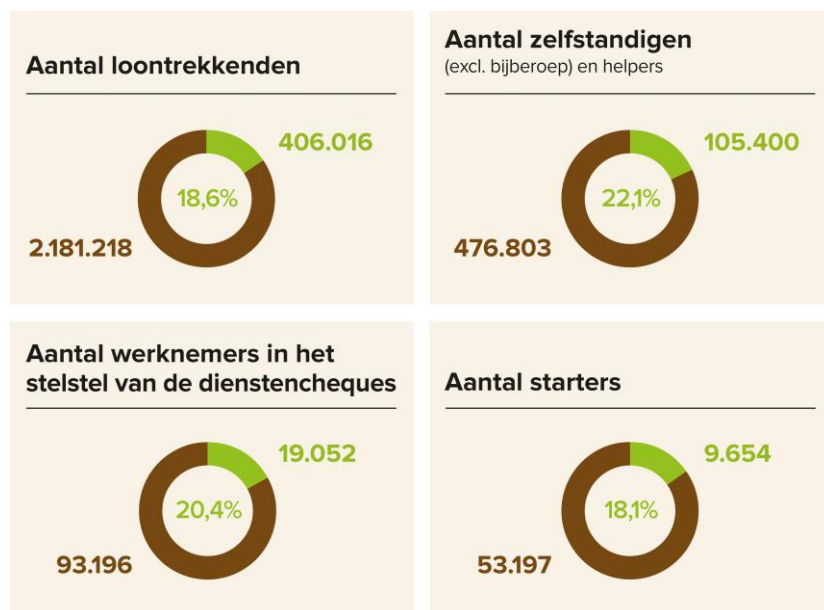 Aantal loontrekkenden
406.016
18,6%
2.181.218
Aantal zelfstandigen
(excl. bijberoep) en helpers
105.400
22,1%
476.803
Aantal werknemers in het
stelstel van de dienstencheques
19.052
20,4%
93.196
Aantal starters
9.654
18,1%
53.197